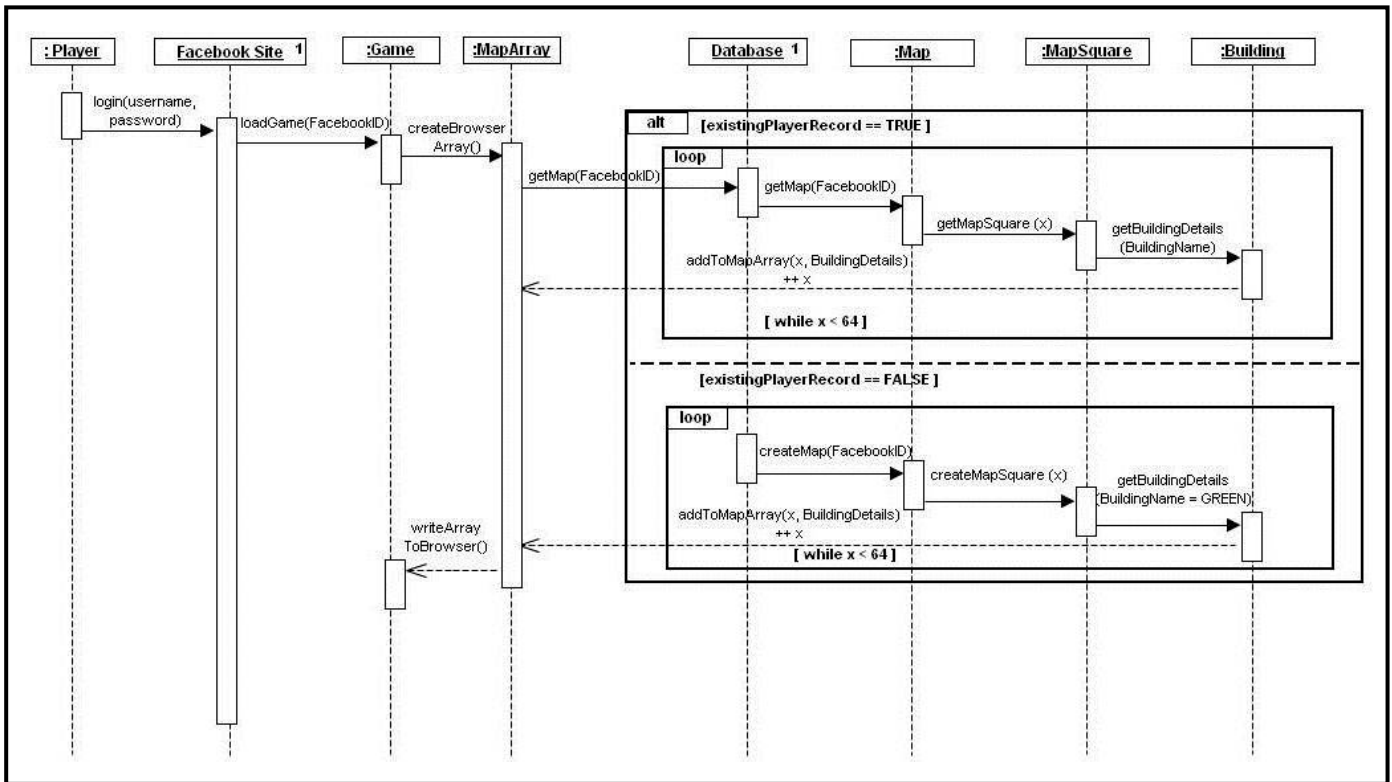 : Player
Facebook Site 1
:Game
:MapArray
Database 1
:Map
:MapSquare
:Building
login(username,
password)
loadGame(FacebookID)
createBrowser
Array()
alt
[existingPlayerRecord == TRUE ]
loop
getMap(FacebookID)
getMap(FacebookID)
getMapSquare (x)
getBuildingDetails
(BuildingName)
addToMapArray(x, BuildingDetails)
++ x
[ while x < 64 ]
[existingPlayerRecord == FALSE ]
loop
createMap(FacebookID)
createMapSquare (x)
getBuildingDetails
(BuildingName = GREEN)
addToMapArray(x, BuildingDetails)
++ x
[ while x < 64 ]
writeArray
ToBrowser()